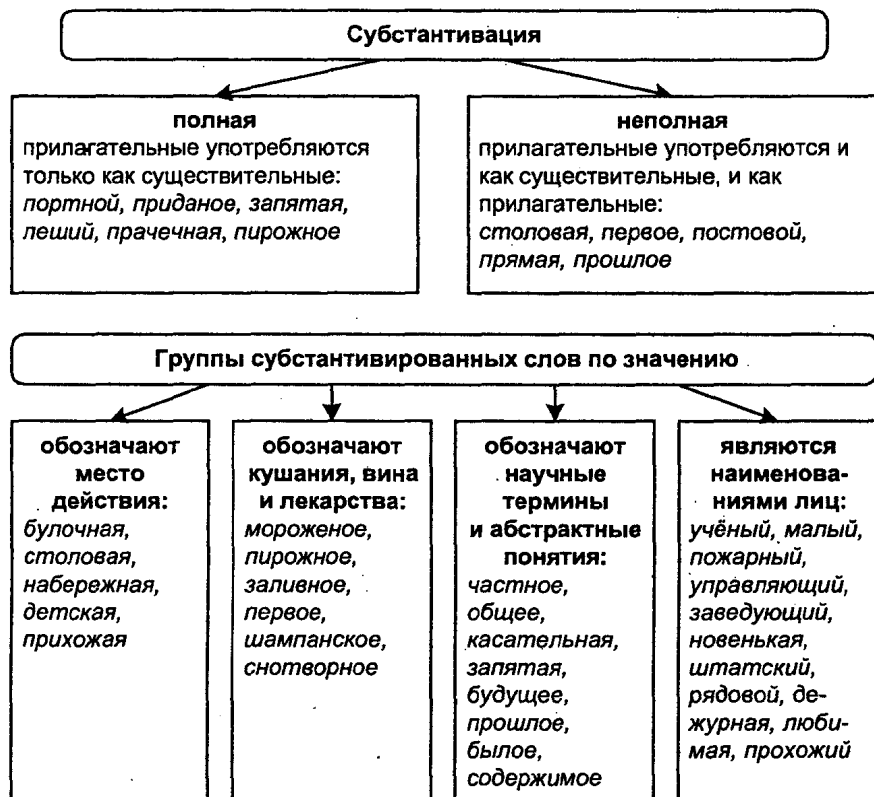 Субстантивация
полная
прилагательные употребляются
только как существительные:
портной, приданое, запятая,
леший, прачечная, пирожное
неполная
прилагательные употребляются и
как существительные, и как
прилагательные:
столовая, первое, постовой,
прямая, прошлое
Группы субстантивированных слов по значению
обозначают
место
действия:
булочная,
столовая,
набережная,
детская,
прихожая
обозначают
кушания, вина
и лекарства:
мороженое,
пирожное,
заливное,
первое,
шампанское,
снотворное
обозначают
научные
термины
и абстрактные
понятия:
частное,
общее,
касательная,
запятая,
будущее,
прошлое,
былое,
содержимое
являются
наименова-
ниями лиц:
учёный, малый,
пожарный,
управляющий,
заведующий,
новенькая,
штатский,
рядовой, де-
журная, люби-
мая, прохожий